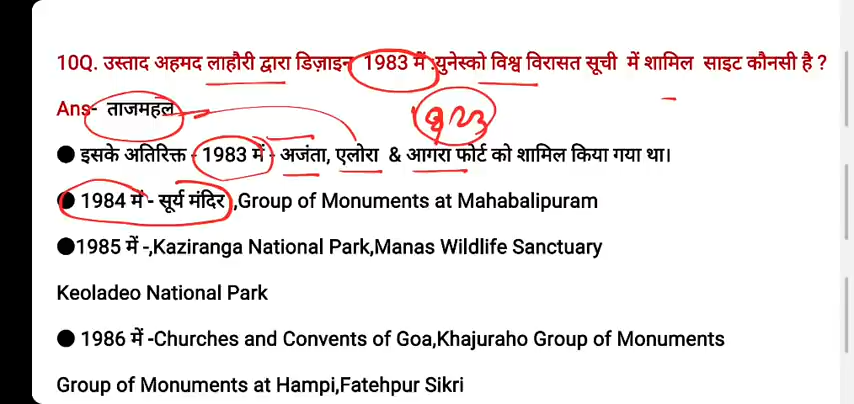 10Q. उस्ताद अहमद लाहौरी द्वारा डिज़ाइन 1983 में युनेस्को विश्व विरासत सूची में शामिल साइट कौनसी है ?
Ans- ताजमहल
● इसके अतिरिक्त - 1983 में - अजंता, एलोरा & आगरा फोर्ट को शामिल किया गया था।
● 1984 में - सूर्य मंदिर ,Group of Monuments at Mahabalipuram
●1985 में -,Kaziranga National Park,Manas Wildlife Sanctuary
Keoladeo National Park
● 1986 में -Churches and Convents of Goa,Khajuraho Group of Monuments
Group of Monuments at Hampi,Fatehpur Sikri